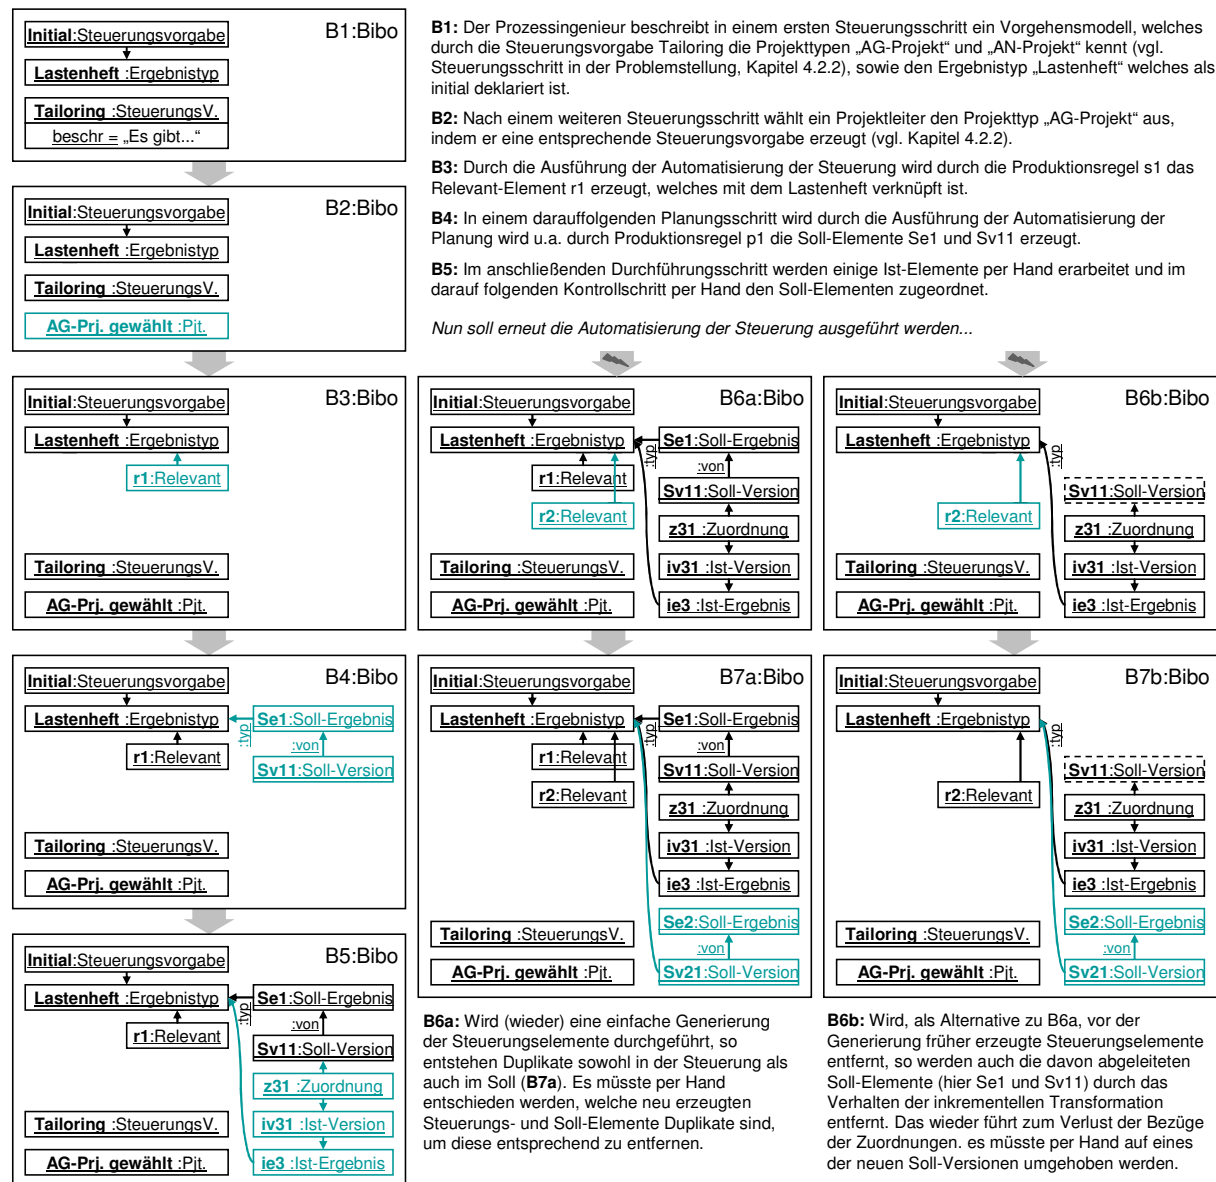 B1:Bibo
Initial:Steuerungsvorgabe
Lastenheft :Ergebnistyp
Tailoring :SteuerungsV.
beschr = „Es gibt...“
B1: Der Prozessingenieur beschreibt in einem ersten Steuerungsschritt ein Vorgehensmodell, welches
durch die Steuerungsvorgabe Tailoring die Projekttypen „AG-Projekt“ und „AN-Projekt“ kennt (vgl.
Steuerungsschritt in der Problemstellung, Kapitel 4.2.2), sowie den Ergebnistyp „Lastenheft“ welches als
initial deklariert ist.
B2: Nach einem weiteren Steuerungsschritt wählt ein Projektleiter den Projekttyp „AG-Projekt“ aus,
indem er eine entsprechende Steuerungsvorgabe erzeugt (vgl. Kapitel 4.2.2).
B3: Durch die Ausführung der Automatisierung der Steuerung wird durch die Produktionsregel s1 das
Relevant-Element r1 erzeugt, welches mit dem Lastenheft verknüpft ist.
B4: In einem darauffolgenden Planungsschritt wird durch die Ausführung der Automatisierung der
Planung wird u.a. durch Produktionsregel p1 die Soll-Elemente Se1 und Sv11 erzeugt.
B5: Im anschließenden Durchführungsschritt werden einige Ist-Elemente per Hand erarbeitet und im
darauf folgenden Kontrollschritt per Hand den Soll-Elementen zugeordnet.
Nun soll erneut die Automatisierung der Steuerung ausgeführt werden...
B2:Bibo
Initial:Steuerungsvorgabe
Lastenheft :Ergebnistyp
Tailoring :SteuerungsV.
AG-Prj. gewählt :Pjt.
B3:Bibo
Initial:Steuerungsvorgabe
Lastenheft :Ergebnistyp
r1:Relevant
Tailoring :SteuerungsV.
AG-Prj. gewählt :Pjt.
B6a:Bibo
Initial:Steuerungsvorgabe
Lastenheft :Ergebnistyp
Se1:Soll-Ergebnis
:typ
:von
r1:Relevant
Sv11:Soll-Version
r2:Relevant
z31 :Zuordnung
Tailoring :SteuerungsV.
iv31 :Ist-Version
AG-Prj. gewählt :Pjt.
ie3 :Ist-Ergebnis
B6b:Bibo
Initial:Steuerungsvorgabe
Lastenheft :Ergebnistyp
:typ
Sv11:Soll-Version
r2:Relevant
z31 :Zuordnung
Tailoring :SteuerungsV.
iv31 :Ist-Version
AG-Prj. gewählt :Pjt.
ie3 :Ist-Ergebnis
B4:Bibo
Initial:Steuerungsvorgabe
Lastenheft :Ergebnistyp
Se1:Soll-Ergebnis
:typ
:von
r1:Relevant
Sv11:Soll-Version
Tailoring :SteuerungsV.
AG-Prj. gewählt :Pjt.
B7a:Bibo
Initial:Steuerungsvorgabe
Lastenheft :Ergebnistyp
Se1:Soll-Ergebnis
:typ
:von
r1:Relevant
Sv11:Soll-Version
r2:Relevant
z31 :Zuordnung
iv31 :Ist-Version
ie3 :Ist-Ergebnis
Se2:Soll-Ergebnis
Tailoring :SteuerungsV.
:von
AG-Prj. gewählt :Pjt.
Sv21:Soll-Version
B7b:Bibo
Initial:Steuerungsvorgabe
Lastenheft :Ergebnistyp
:typ
Sv11:Soll-Version
r2:Relevant
z31 :Zuordnung
iv31 :Ist-Version
ie3 :Ist-Ergebnis
Se2:Soll-Ergebnis
Tailoring :SteuerungsV.
:von
AG-Prj. gewählt :Pjt.
Sv21:Soll-Version
B5:Bibo
Initial:Steuerungsvorgabe
Lastenheft :Ergebnistyp
Se1:Soll-Ergebnis
:typ
:von
r1:Relevant
Sv11:Soll-Version
z31 :Zuordnung
Tailoring :SteuerungsV.
iv31 :Ist-Version
AG-Prj. gewählt :Pjt.
ie3 :Ist-Ergebnis
B6a: Wird (wieder) eine einfache Generierung
der Steuerungselemente durchgeführt, so
entstehen Duplikate sowohl in der Steuerung als
auch im Soll (B7a). Es müsste per Hand
entschieden werden, welche neu erzeugten
Steuerungs- und Soll-Elemente Duplikate sind,
um diese entsprechend zu entfernen.
B6b: Wird, als Alternative zu B6a, vor der
Generierung früher erzeugte Steuerungselemente
entfernt, so werden auch die davon abgeleiteten
Soll-Elemente (hier Se1 und Sv11) durch das
Verhalten der inkrementellen Transformation
entfernt. Das wieder führt zum Verlust der Bezüge
der Zuordnungen. es müsste per Hand auf eines
der neuen Soll-Versionen umgehoben werden.